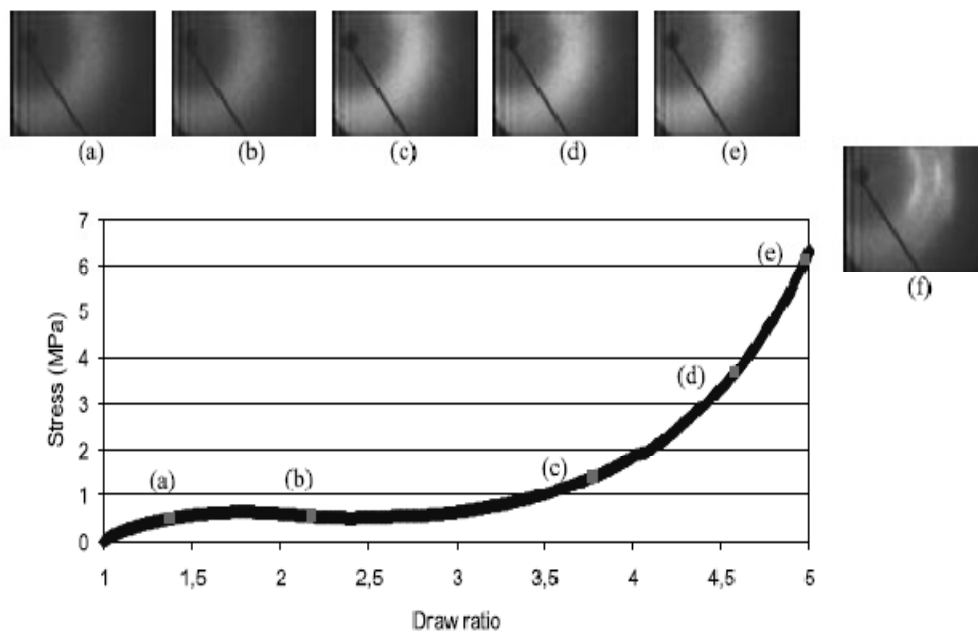 (a) (b) (c) (d) (e)
(f)
7
6
5
4
3
2
1
0
Stress (MPa)
(a)
(b)
(c)
(d)
(e)
1 1,5 2 2,5 3 3,5 4 4,5 5
Draw ratio